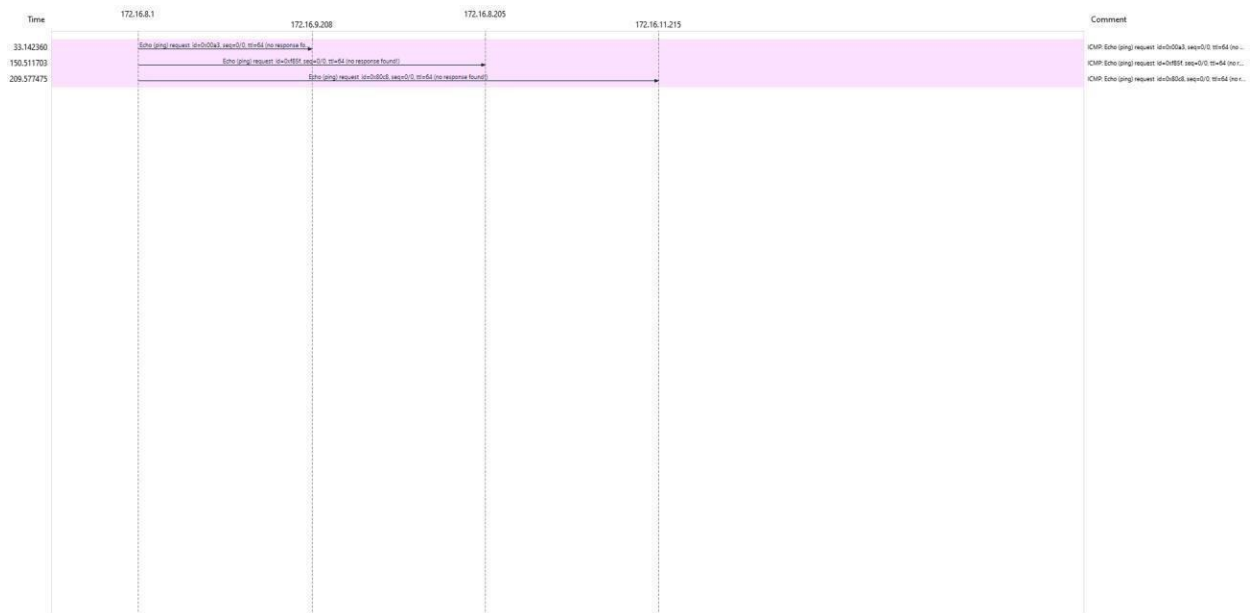 Time
172.16.8.1
172.16.9.208
172.16.8.205
172.16.11.215
Comment
33.142360
Echo (ping) request id=0x00a3, seq=0/0, ttl=64 (no response fo...
ICMP: Echo (ping) request id=0x00a3, seq=0/0, ttl=64 (no ...
150.511703
Echo (ping) request id=0xf85f, seq=0/0, ttl=64 (no response found!)
ICMP: Echo (ping) request id=0xf85f, seq=0/0, ttl=64 (no r...
209.577475
Echo (ping) request id=0x80c8, seq=0/0, ttl=64 (no response found!)
ICMP: Echo (ping) request id=0x80c8, seq=0/0, ttl=64 (no r...